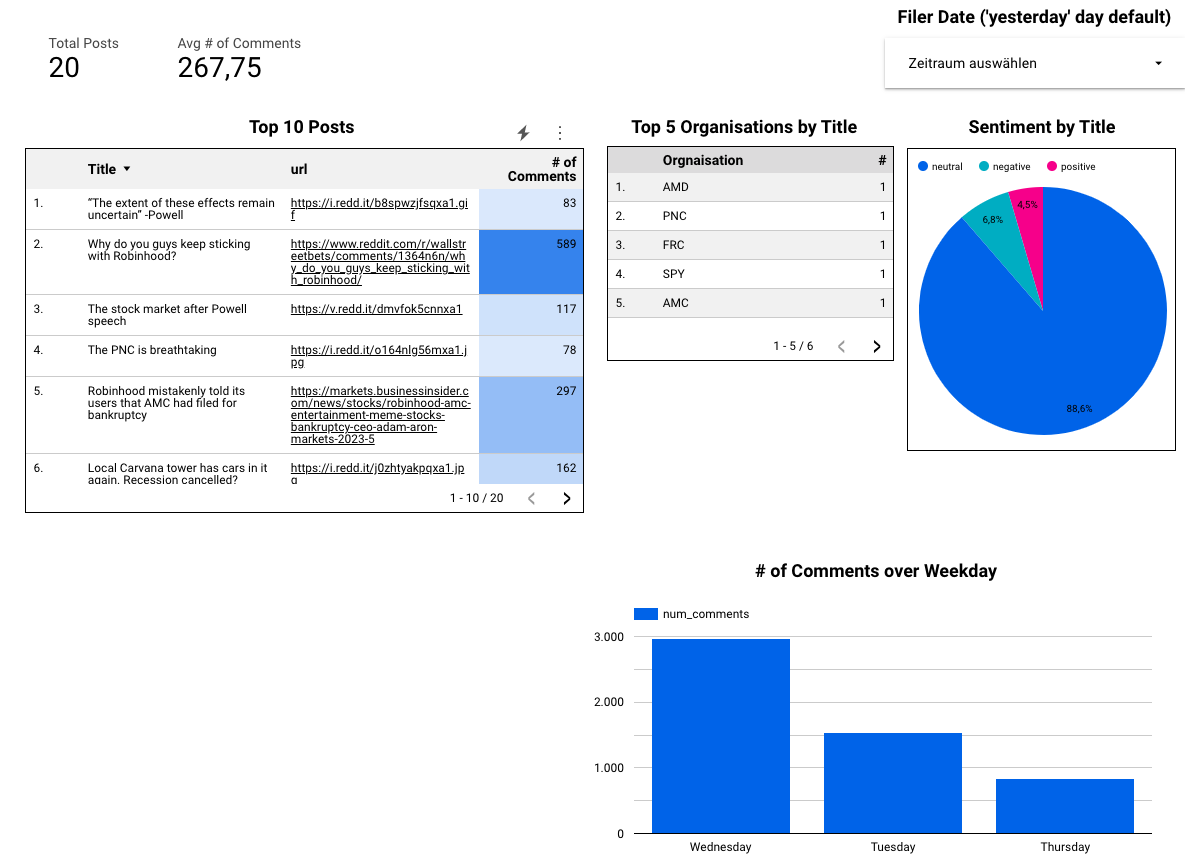 Filer Date ('yesterday' day default)
Total Posts
20
Avg # of Comments
267,75
Zeitraum auswählen
Top 10 Posts
Title
url
# of
Comments
1.
“The extent of these effects remain
uncertain” -Powell
https://i.redd.it/b8spwzjfsqxa1.gi
f
83
2.
Why do you guys keep sticking
with Robinhood?
https://www.reddit.com/r/wallstr
eetbets/comments/1364n6n/wh
y_do_you_guys_keep_sticking_wit
h_robinhood/
589
3.
The stock market after Powell
speech
https://v.redd.it/dmvfok5cnnxa1
117
4.
The PNC is breathtaking
https://i.redd.it/o164nlg56mxa1.j
pg
78
5.
Robinhood mistakenly told its
users that AMC had filed for
bankruptcy
https://markets.businessinsider.c
om/news/stocks/robinhood-amc-
entertainment-meme-stocks-
bankruptcy-ceo-adam-aron-
markets-2023-5
297
6.
Local Carvana tower has cars in it
again. Recession cancelled?
https://i.redd.it/j0zhtyakpqxa1.jp
g
162
1 - 10 / 20
Top 5 Organisations by Title
Orgnaisation
#
1.
AMD
1
2.
PNC
1
3.
FRC
1
4.
SPY
1
5.
AMC
1
1 - 5 / 6
Sentiment by Title
neutral
negative
positive
4,5%
6,8%
88,6%
# of Comments over Weekday
num_comments
3.000
2.000
1.000
0
Wednesday
Tuesday
Thursday